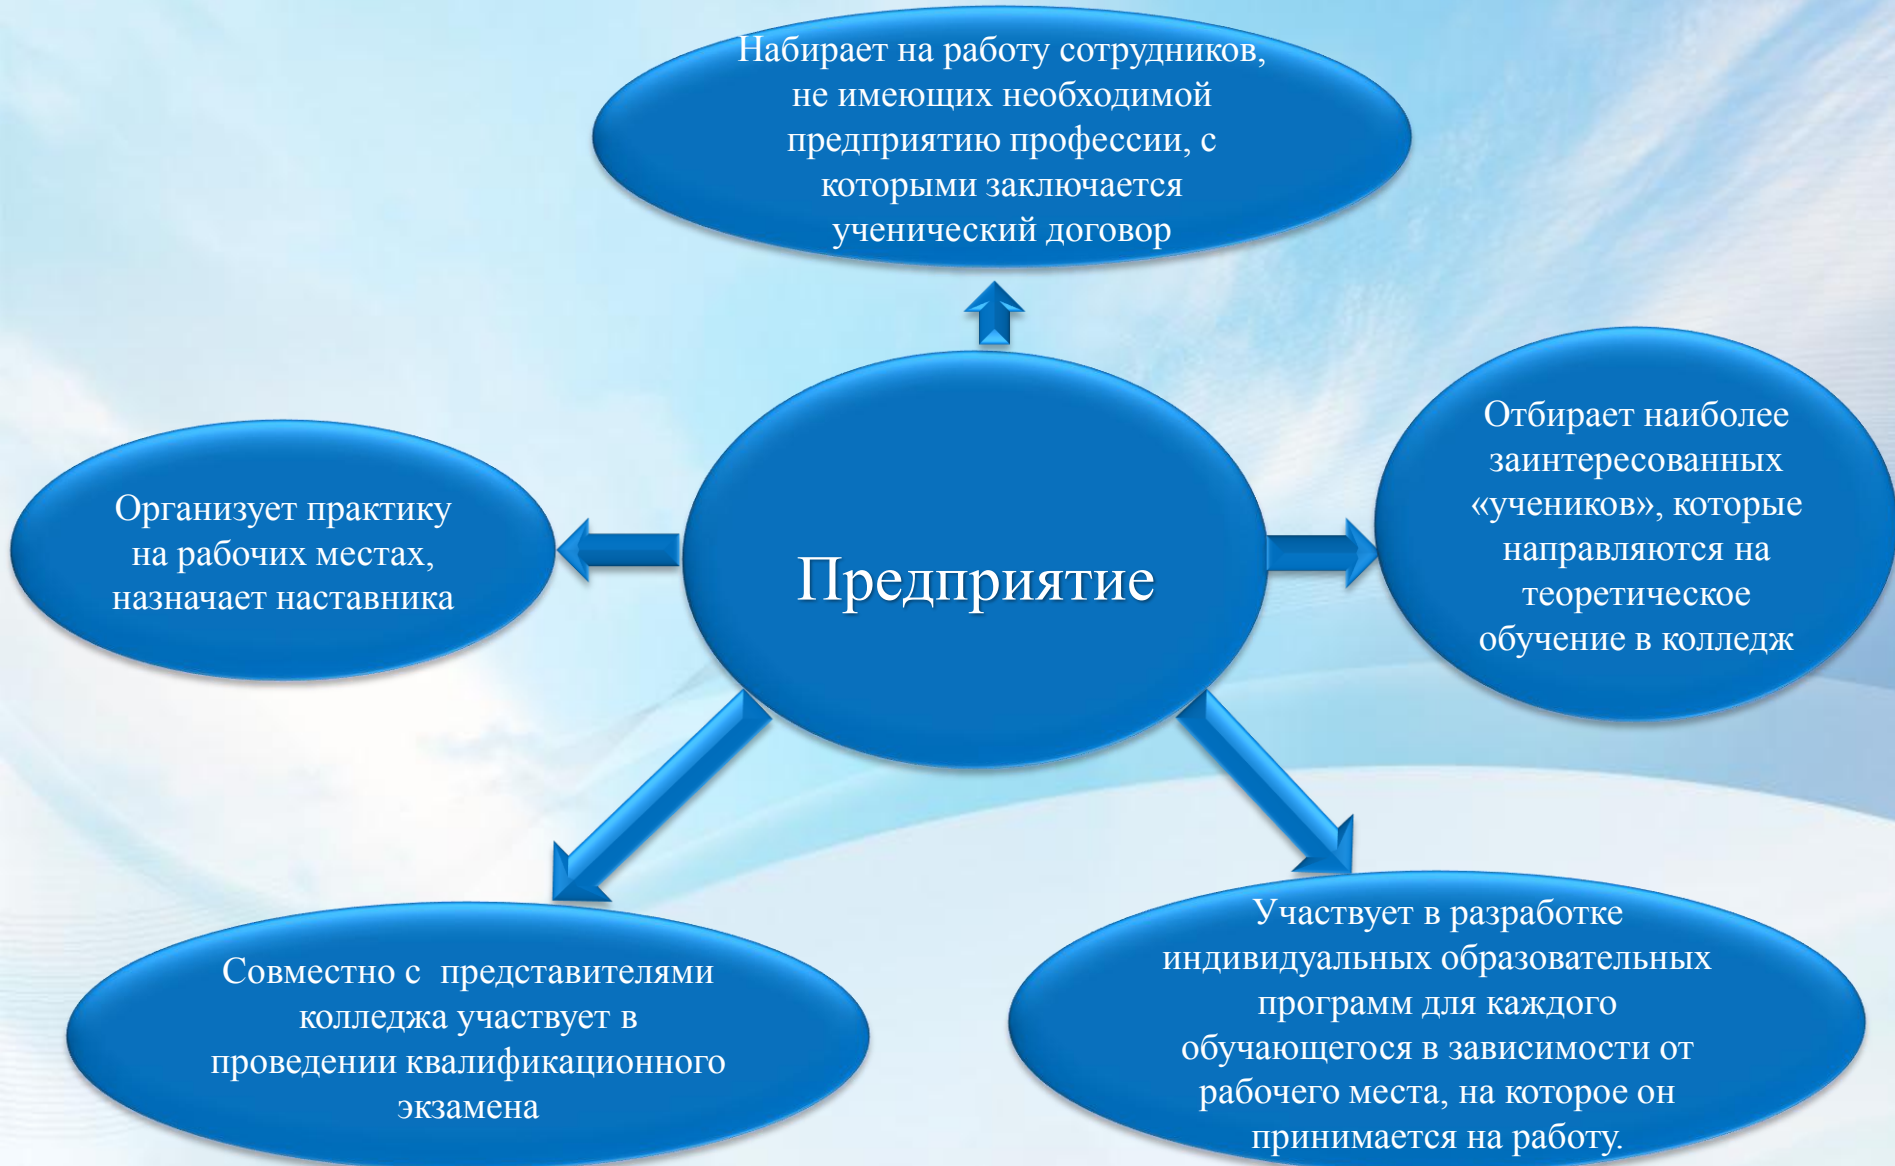 Набирает на работу сотрудников,
не имеющих необходимой
предприятию профессии, с
которыми заключается
ученический договор
Отбирает наиболее
заинтересованных
«учеников», которые
направляются на
теоретическое
обучение в колледж
Организует практику
на рабочих местах,
назначает наставника
Предприятие
Совместно с  представителями
колледжа участвует в
проведении квалификационного
экзамена
Участвует в разработке
индивидуальных образовательных
программ для каждого
обучающегося в зависимости от
рабочего места, на которое он
принимается на работу.